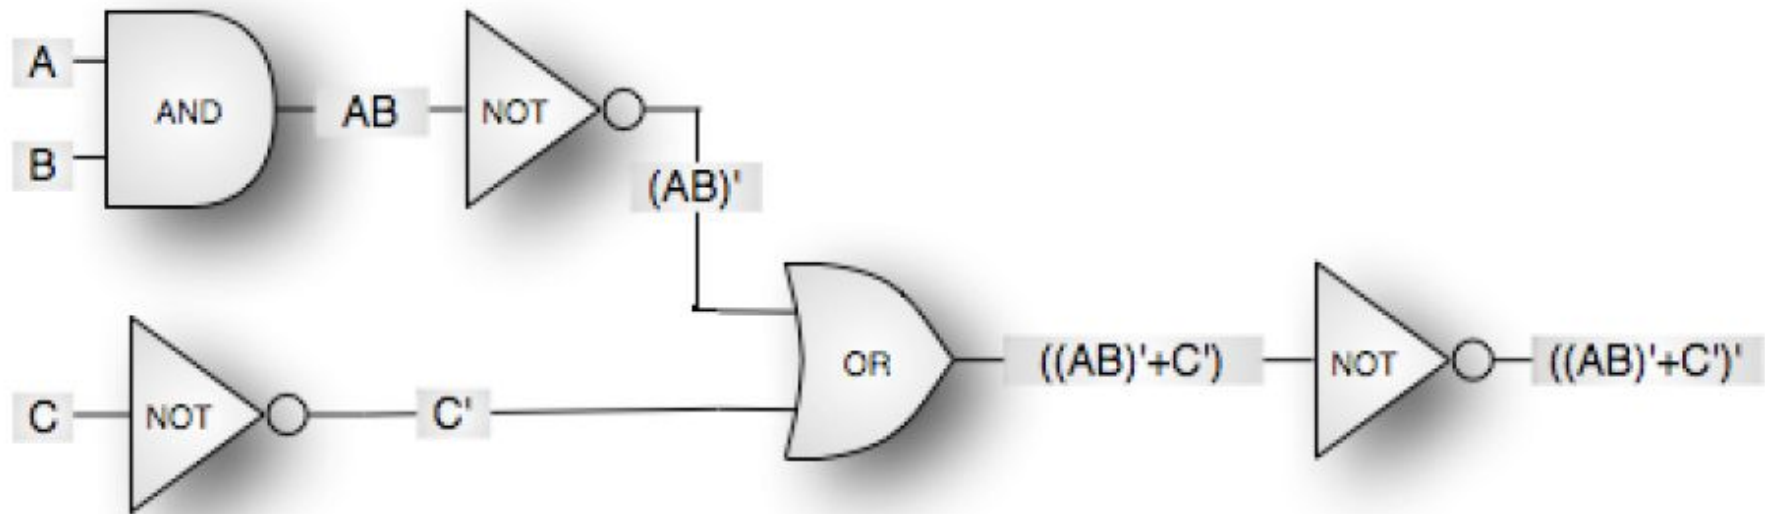 A
B
AND
AB
NOT
(AB)'
C
NOT
C'
OR
((AB)'+C')
NOT
((AB)'+C')'